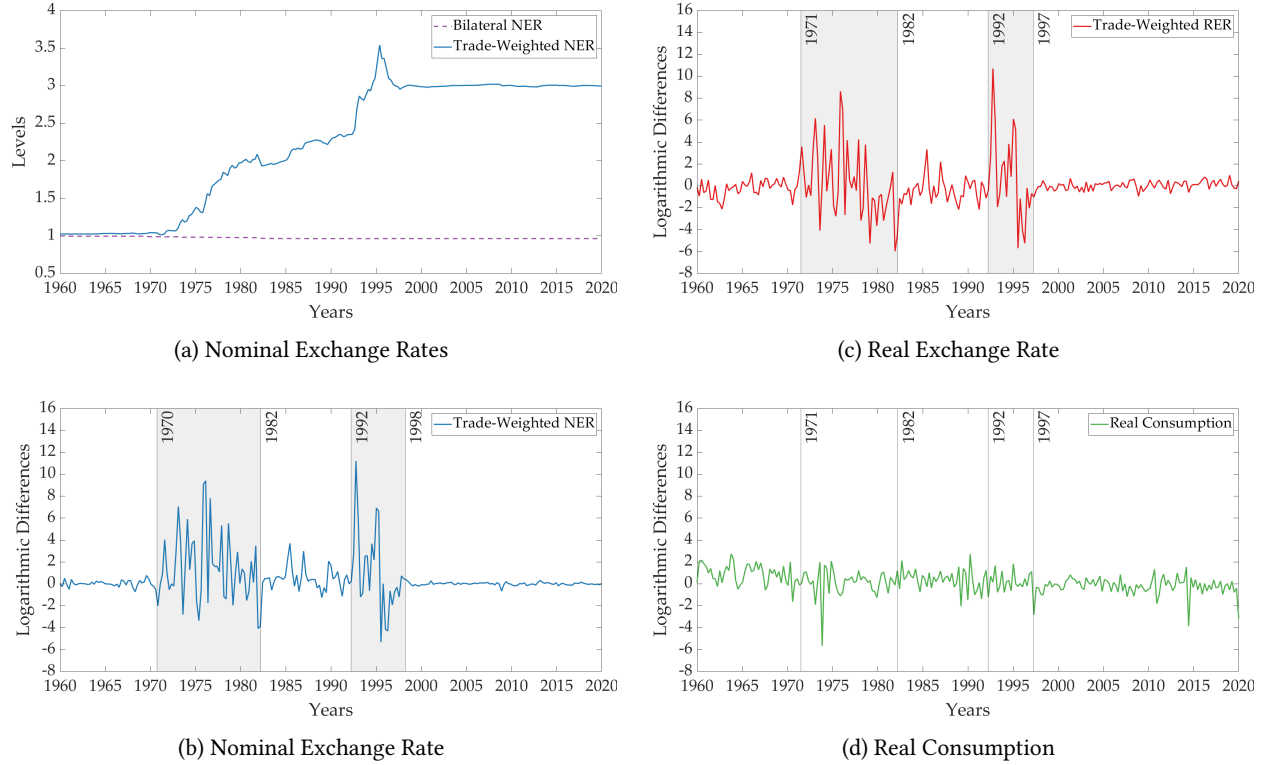 Bilateral NER
Trade-Weighted NER
4
3.5
3
2.5
2
1.5
1
0.5
Levels
1960 1965 1970 1975 1980 1985 1990 1995 2000 2005 2010 2015 2020
Years
(a) Nominal Exchange Rates
Trade-Weighted RER
1971
1982
1992
1997
16
14
12
10
8
6
4
2
0
-2
-4
-6
-8
Logarithmic Differences
1960 1965 1970 1975 1980 1985 1990 1995 2000 2005 2010 2015 2020
Years
(c) Real Exchange Rate
Trade-Weighted NER
1970
1982
1992
1998
16
14
12
10
8
6
4
2
0
-2
-4
-6
-8
Logarithmic Differences
1960 1965 1970 1975 1980 1985 1990 1995 2000 2005 2010 2015 2020
Years
(b) Nominal Exchange Rate
Real Consumption
1971
1982
1992
1997
16
14
12
10
8
6
4
2
0
-2
-4
-6
-8
Logarithmic Differences
1960 1965 1970 1975 1980 1985 1990 1995 2000 2005 2010 2015 2020
Years
(d) Real Consumption